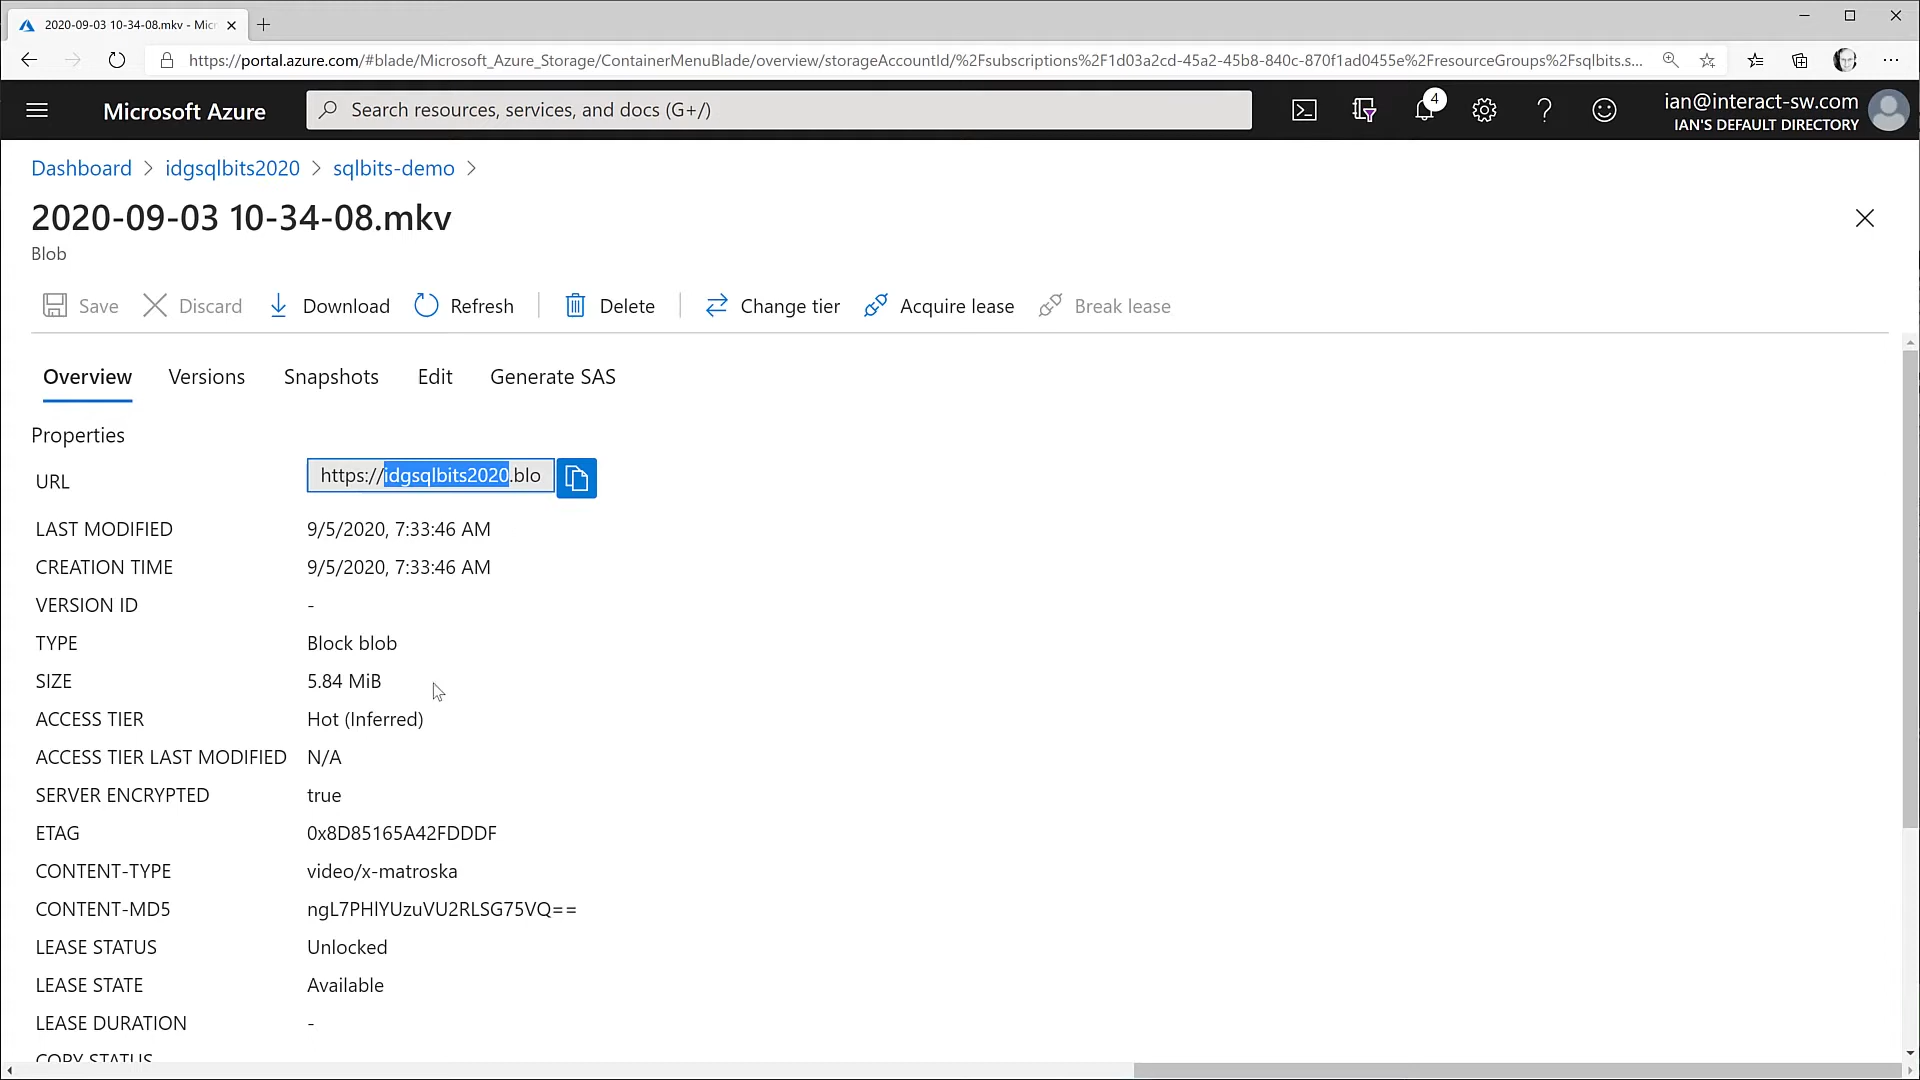 2020-09-03 10-34-08.mkv - Mic
https://portal.azure.com/#blade/Microsoft_Azure_Storage/ContainerMenuBlade/overview/storageAccountId/%2Fsubscriptions%2F1d03a2cd-45a2-45b8-840c-870f1ad0455e%2FresourceGroups%2Fsqlbits.s...
Microsoft Azure
Search resources, services, and docs (G+/)
4
ian@interact-sw.com
IAN'S DEFAULT DIRECTORY
Dashboard > idgsqlbits2020 > sqlbits-demo >
2020-09-03 10-34-08.mkv
Blob
Save Discard Download Refresh Delete Change tier Acquire lease Break lease
Overview Versions Snapshots Edit Generate SAS
Properties
URL https://idgsqlbits2020.blo
LAST MODIFIED 9/5/2020, 7:33:46 AM
CREATION TIME 9/5/2020, 7:33:46 AM
VERSION ID -
TYPE Block blob
SIZE 5.84 MiB
ACCESS TIER Hot (Inferred)
ACCESS TIER LAST MODIFIED N/A
SERVER ENCRYPTED true
ETAG 0x8D85165A42FDDDF
CONTENT-TYPE video/x-matroska
CONTENT-MD5 ngL7PHlYUzuVU2RLSG75VQ==
LEASE STATUS Unlocked
LEASE STATE Available
LEASE DURATION -
COPY STATUS